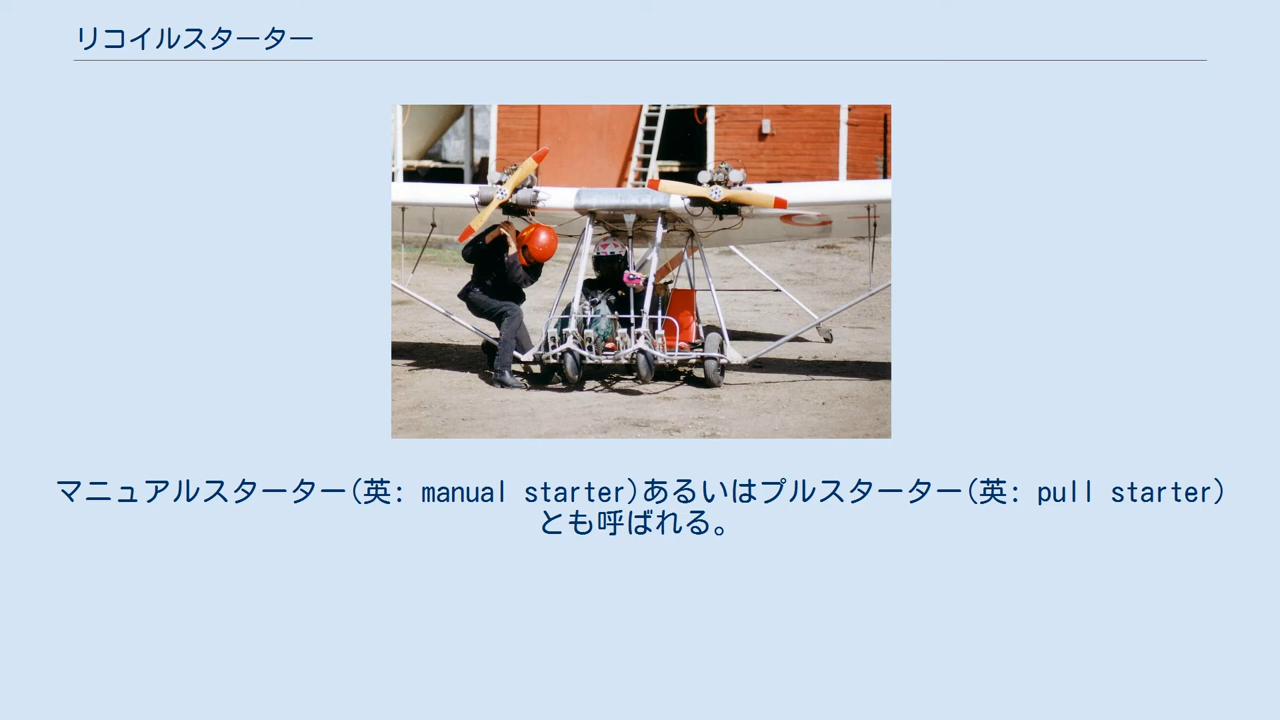 リコイルスターター
マニュアルスターター(英: manual starter)あるいはプルスターター(英: pull starter)
とも呼ばれる。